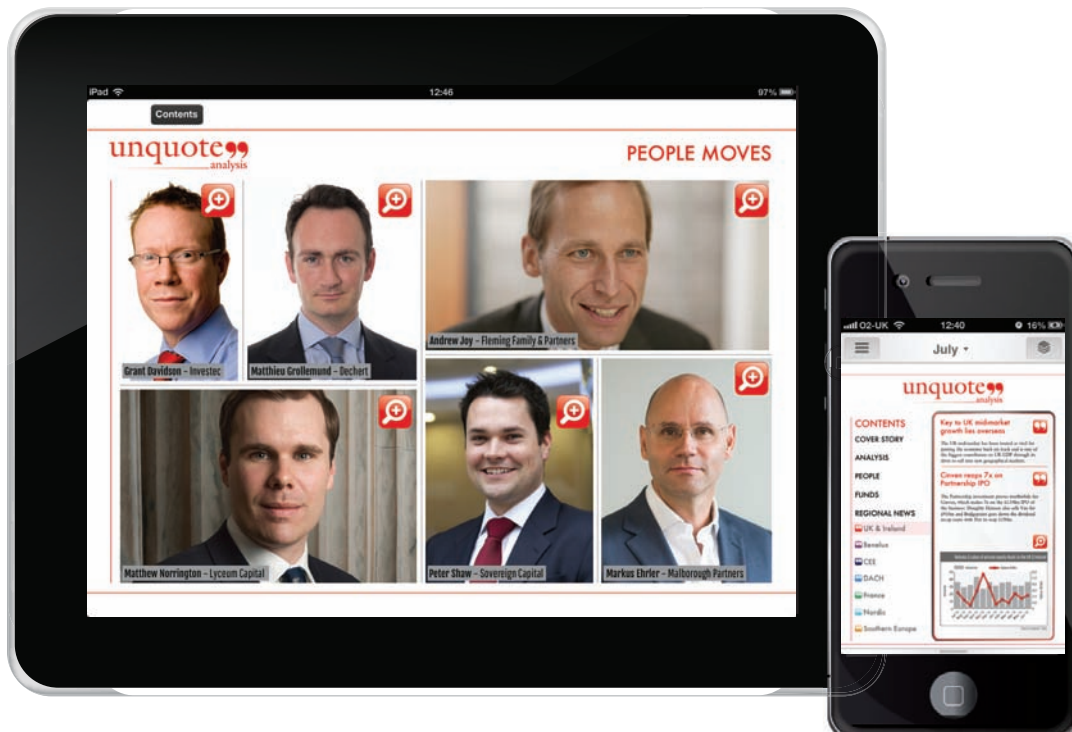 iPad
12:46
97%
Contents
unquote
analysis
PEOPLE MOVES
Grant Davidson – Investec
Matthieu Grollemund – Dechert
Andrew Joy – Fleming Family & Partners
Matthew Norrington – Lyceum Capital
Peter Shaw – Sovereign Capital
Markus Ehrler – Malborough Partners
O2-UK
12:40
16%
July
unquote
analysis
CONTENTS
COVER STORY
ANALYSIS
PEOPLE
FUNDS
REGIONAL NEWS
UK & Ireland
Benelux
CEE
DACH
France
Nordic
Southern Europe
Key to UK mid-market
growth lies overseas
Coven reaps 7x on
Partnership IPO